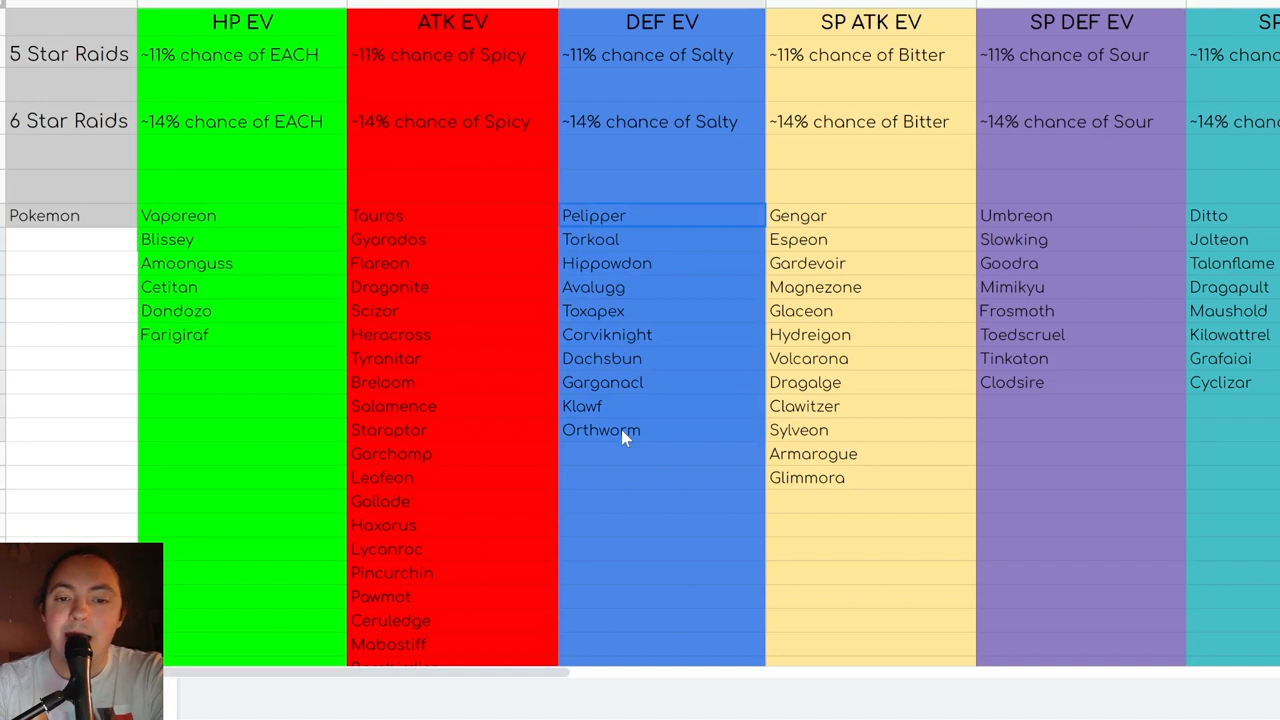 HP EV ATK EV DEF EV SP ATK EV SP DEF EV SP
5 Star Raids ~11% chance of EACH ~11% chance of Spicy ~11% chance of Salty ~11% chance of Bitter ~11% chance of Sour ~11% chanc
6 Star Raids ~14% chance of EACH ~14% chance of Spicy ~14% chance of Salty ~14% chance of Bitter ~14% chance of Sour ~14% chan
Pokemon Vaporeon Tauros Pelipper Gengar Umbreon Ditto
Blissey Gyarados Torkoal Espeon Slowking Jolteon
Amoonguss Flareon Hippowdon Gardevoir Goodra Talonflame
Cetitan Dragonite Avalugg Magnezone Mimikyu Dragapult
Dondozo Scizor Toxapex Glaceon Frosmoth Maushold
Farigiraf Heracross Corviknight Hydreigon Toedscruel Kilowattrel
Tyranitar Dachsbun Volcarona Tinkaton Grafaiai
Breloom Garganacl Dragalge Clodsire Cyclizar
Salamence Klawf Clawitzer
Staraptor Orthworm Sylveon
Garchomp Armarogue
Leafeon Glimmora
Gallade
Haxorus
Lycanroc
Pincurchin
Pawmot
Ceruledge
Mabostiff